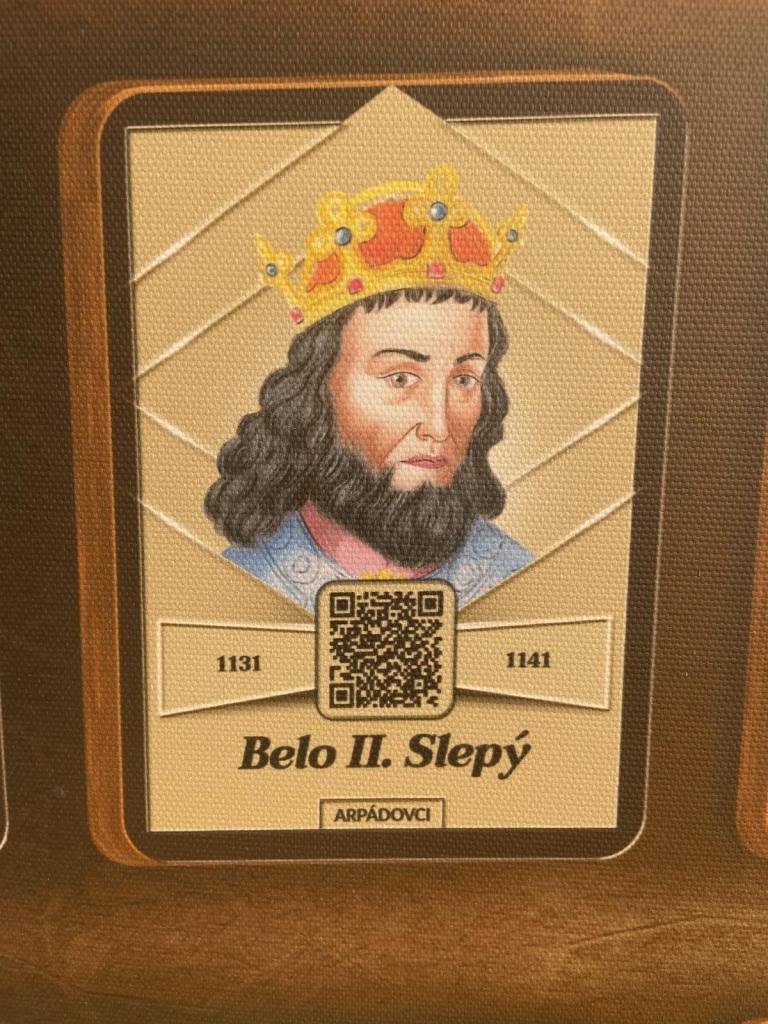 1131
1141
Belo II. Slepý
ARPÁDOVCI